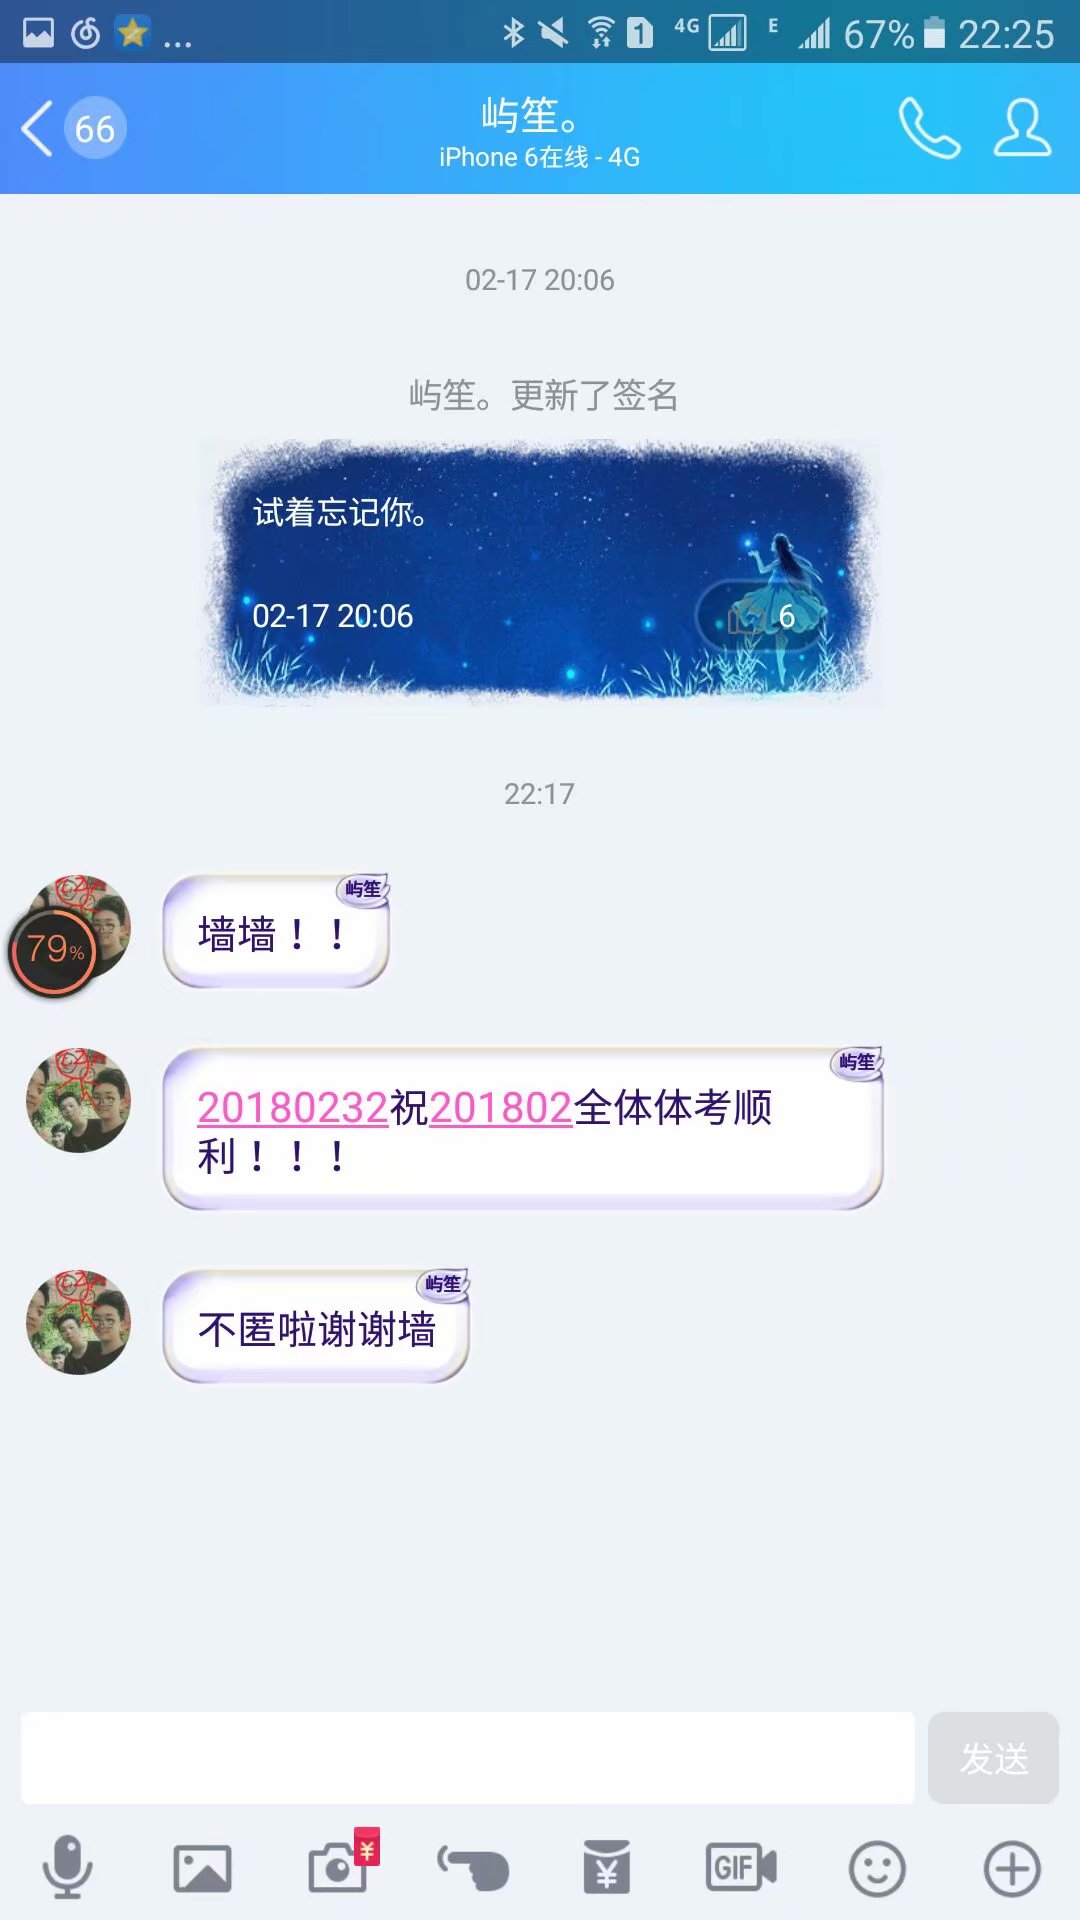 ... 1 4G E 67% 22:25
66
屿笙。
iPhone 6在线 - 4G
02-17 20:06
屿笙。更新了签名
试着忘记你。
02-17 20:06
6
22:17
屿笙
墙墙！！
79%
屿笙
20180232祝201802全体体考顺
利！！！
屿笙
不匿啦谢谢墙
发送
¥
¥
GIF